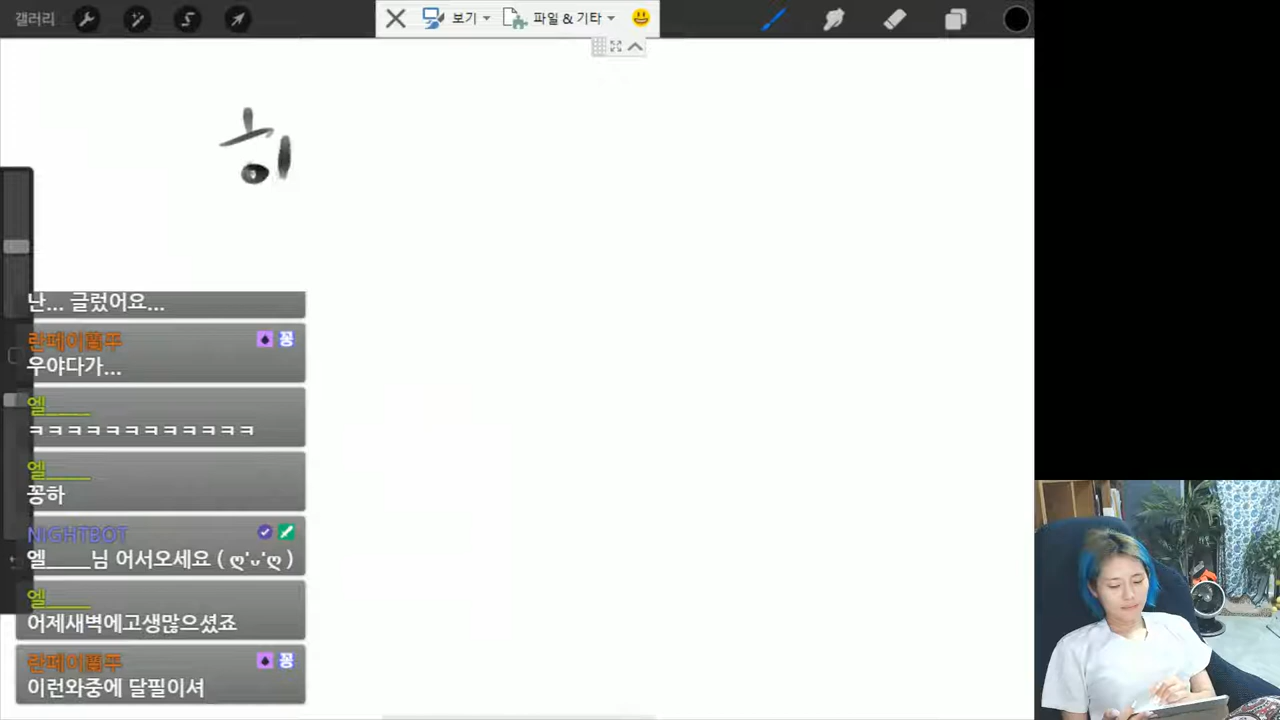 갤러리
보기
파일 & 기타
히
난... 글렀어요...
란페이蘭주
우야다가...
엘____
ㅋㅋㅋㅋㅋㅋㅋㅋㅋㅋㅋㅋ
엘____
꽁하
NIGHTBOT
엘____님 어서오세요 ( ღ'ᴗ'ღ )
엘____
어제새벽에고생많으셨죠
란페이蘭주
이런와중에 달필이셔